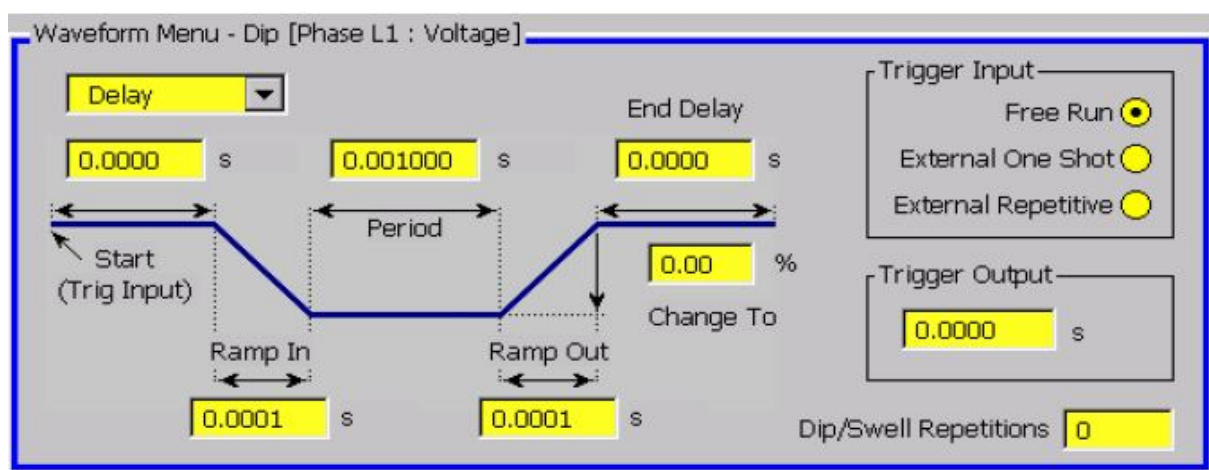 Waveform Menu - Dip [Phase L1 : Voltage]
Delay
End Delay
0.0000 s
0.001000 s
0.0000 s
Period
Start
(Trig Input)
0.00 %
Change To
Ramp In
Ramp Out
0.0001 s
0.0001 s
Trigger Input
Free Run
External One Shot
External Repetitive
Trigger Output
0.0000 s
Dip/Swell Repetitions 0